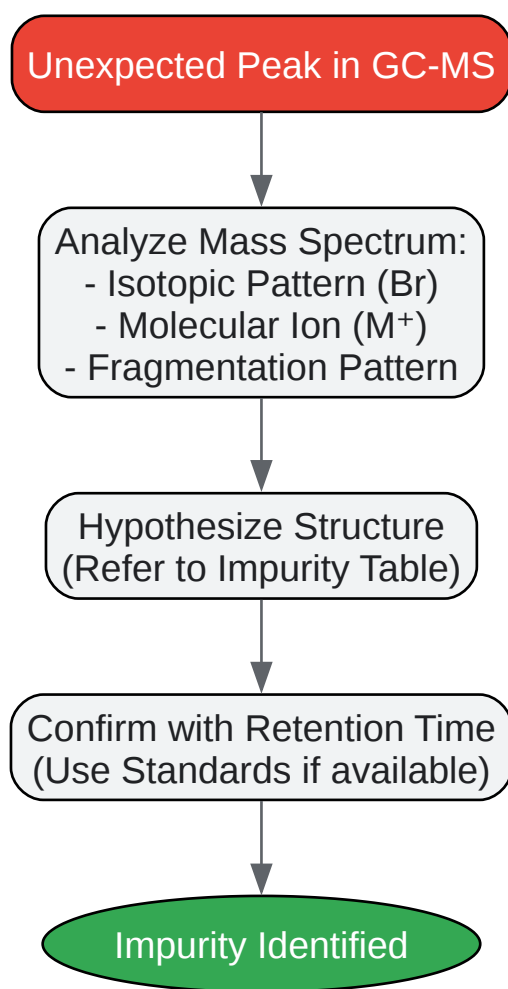 Unexpected Peak in GC-MS
Analyze Mass Spectrum:
- Isotopic Pattern (Br)
- Molecular Ion (M⁺)
- Fragmentation Pattern
Hypothesize Structure
(Refer to Impurity Table)
Confirm with Retention Time
(Use Standards if available)
Impurity Identified